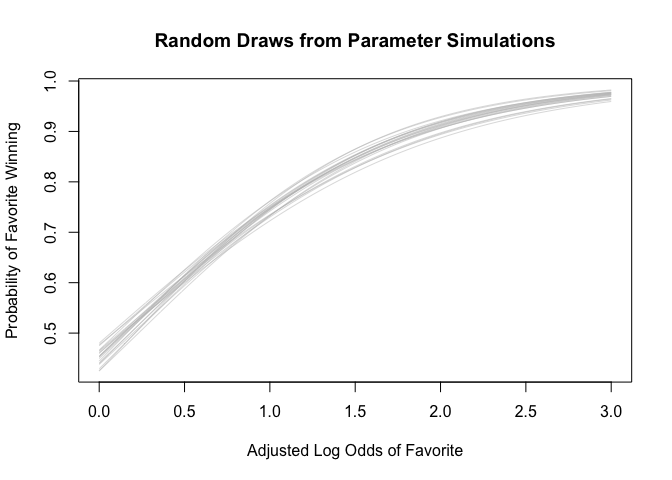 Random Draws from Parameter Simulations
Probability of Favorite Winning
1.0
0.9
0.8
0.7
0.6
0.5
0.0 0.5 1.0 1.5 2.0 2.5 3.0
Adjusted Log Odds of Favorite